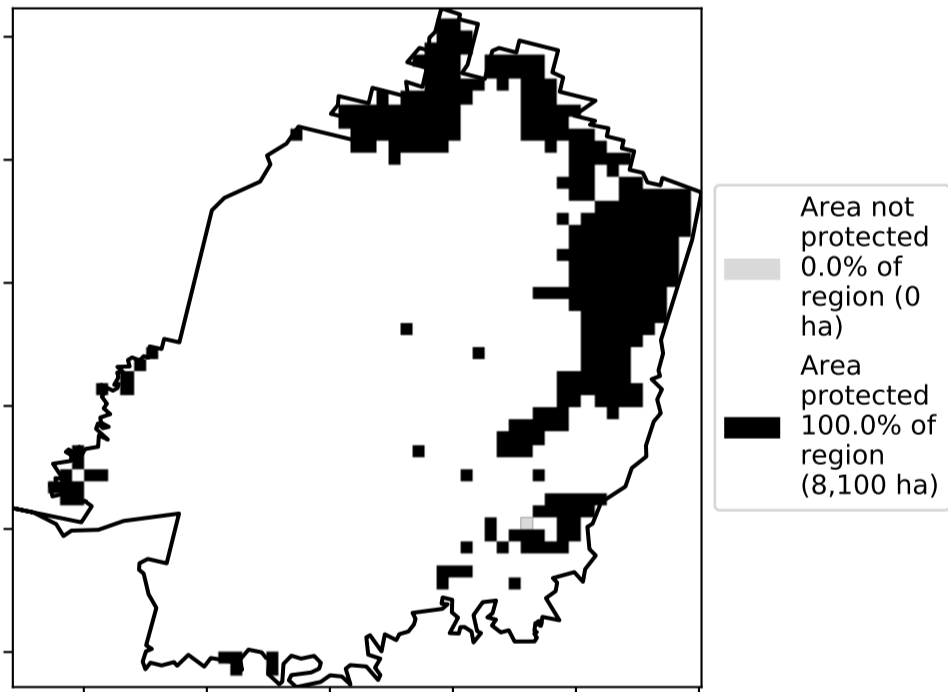 Area not
protected
0.0% of
region (0
ha)
Area
protected
100.0% of
region
(8,100 ha)